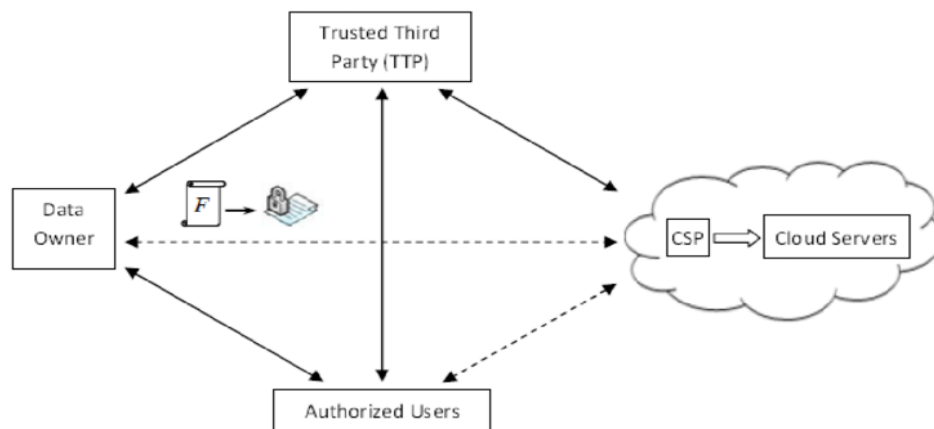 Trusted Third
Party (TTP)
F
Data
Owner
CSP
Cloud Servers
Authorized Users